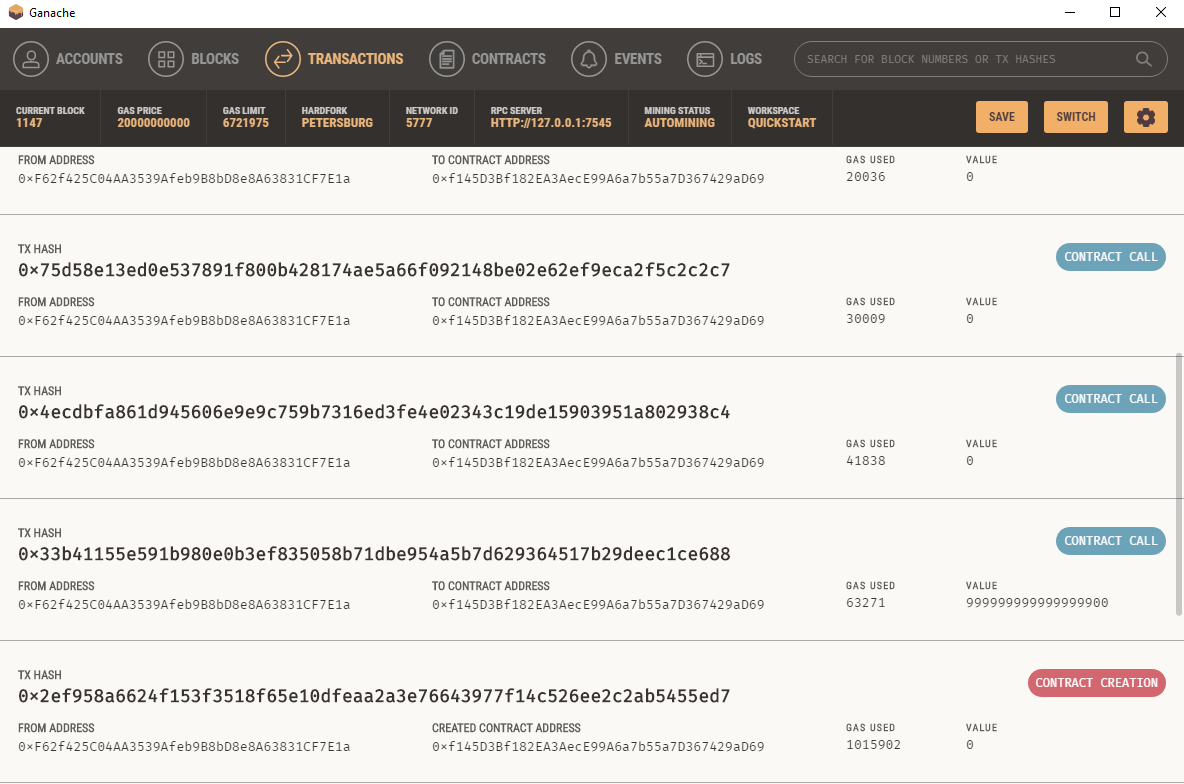 Ganache
ACCOUNTS BLOCKS TRANSACTIONS CONTRACTS EVENTS LOGS SEARCH FOR BLOCK NUMBERS OR TX HASHES
CURRENT BLOCK GAS PRICE GAS LIMIT HARDFORK NETWORK ID RPC SERVER MINING STATUS WORKSPACE
1147 20000000000 6721975 PETERSBURG 5777 HTTP://127.0.0.1:7545 AUTOMINING QUICKSTART SAVE SWITCH
FROM ADDRESS TO CONTRACT ADDRESS GAS USED VALUE
0×F62f425C04AA3539Afeb9B8bD8e8A63831CF7E1a 0×f145D3Bf182EA3AecE99A6a7b55a7D367429aD69 20036 0
TX HASH
0×75d58e13ed0e537891f800b428174ae5a66f092148be02e62ef9eca2f5c2c2c7 CONTRACT CALL
FROM ADDRESS TO CONTRACT ADDRESS GAS USED VALUE
0×F62f425C04AA3539Afeb9B8bD8e8A63831CF7E1a 0×f145D3Bf182EA3AecE99A6a7b55a7D367429aD69 30009 0
TX HASH
0×4ecdbfa861d945606e9e9c759b7316ed3fe4e02343c19de15903951a802938c4 CONTRACT CALL
FROM ADDRESS TO CONTRACT ADDRESS GAS USED VALUE
0×F62f425C04AA3539Afeb9B8bD8e8A63831CF7E1a 0×f145D3Bf182EA3AecE99A6a7b55a7D367429aD69 41838 0
TX HASH
0×33b41155e591b980e0b3ef835058b71dbe954a5b7d629364517b29deec1ce688 CONTRACT CALL
FROM ADDRESS TO CONTRACT ADDRESS GAS USED VALUE
0×F62f425C04AA3539Afeb9B8bD8e8A63831CF7E1a 0×f145D3Bf182EA3AecE99A6a7b55a7D367429aD69 63271 999999999999999900
TX HASH
0×2ef958a6624f153f3518f65e10dfeaa2a3e76643977f14c526ee2c2ab5455ed7 CONTRACT CREATION
FROM ADDRESS CREATED CONTRACT ADDRESS GAS USED VALUE
0×F62f425C04AA3539Afeb9B8bD8e8A63831CF7E1a 0×f145D3Bf182EA3AecE99A6a7b55a7D367429aD69 1015902 0